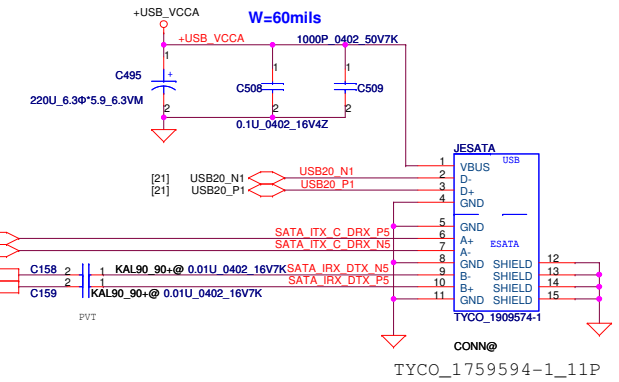 +USB_VCCA
W=60mils
+USB_VCCA
1000P_0402_50V7K
1
1
1
C495
+
C508
C509
220U_6.3Φ*5.9_6.3VM
2
2
2
0.1U_0402_16V4Z
JESATA
1
VBUS
USB
[21]
USB20_N1
USB20_N1
2
D-
[21]
USB20_P1
USB20_P1
3
D+
4
GND
5
GND
SATA_ITX_C_DRX_P5
6
A+
ESATA
SATA_ITX_C_DRX_N5
7
A-
8
GND
SHIELD
12
C158
2
1
KAL90_90+@
0.01U_0402_16V7K
SATA_IRX_DTX_N5
9
B-
SHIELD
13
2
1
SATA_IRX_DTX_P5
10
B+
SHIELD
14
C159
KAL90_90+@
0.01U_0402_16V7K
11
GND
SHIELD
15
PVT
TYCO_1909574-1
CONN@
TYCO_1759594-1_11P